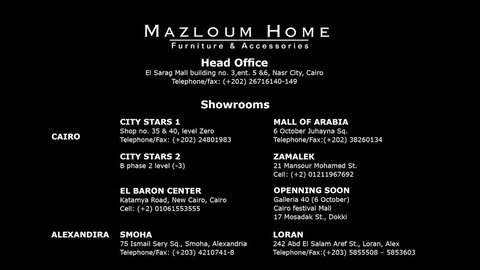 MAZLOUM HOME
Furniture & Accessories
Head Office
El Sarag Mall building no. 3,ent. 5 &6, Nasr City, Cairo
Telephone/fax: (+202) 26716140-149
Showrooms
CAIRO
CITY STARS 1
Shop no. 35 & 40, level Zero
Telephone/Fax: (+202) 24801983
MALL OF ARABIA
6 October Juhayna Sq.
Telephone/Fax:(+202) 38260134
CITY STARS 2
B phase 2 level (-3)
ZAMALEK
21 Mansour Mohamed St.
Cell: (+2) 01211967692
EL BARON CENTER
Katamya Road, New Cairo, Cairo
Cell: (+2) 01061553555
OPENNING SOON
Galleria 40 (6 October)
Cairo festival Mall
17 Mosadak St., Dokki
ALEXANDIRA
SMOHA
75 Ismail Sery Sq., Smoha, Alexandria
Telephone/Fax: (+203) 4210741-8
LORAN
242 Abd El Salam Aref St., Loran, Alex
Telephone/Fax:(+203) 5855508 - 5853603